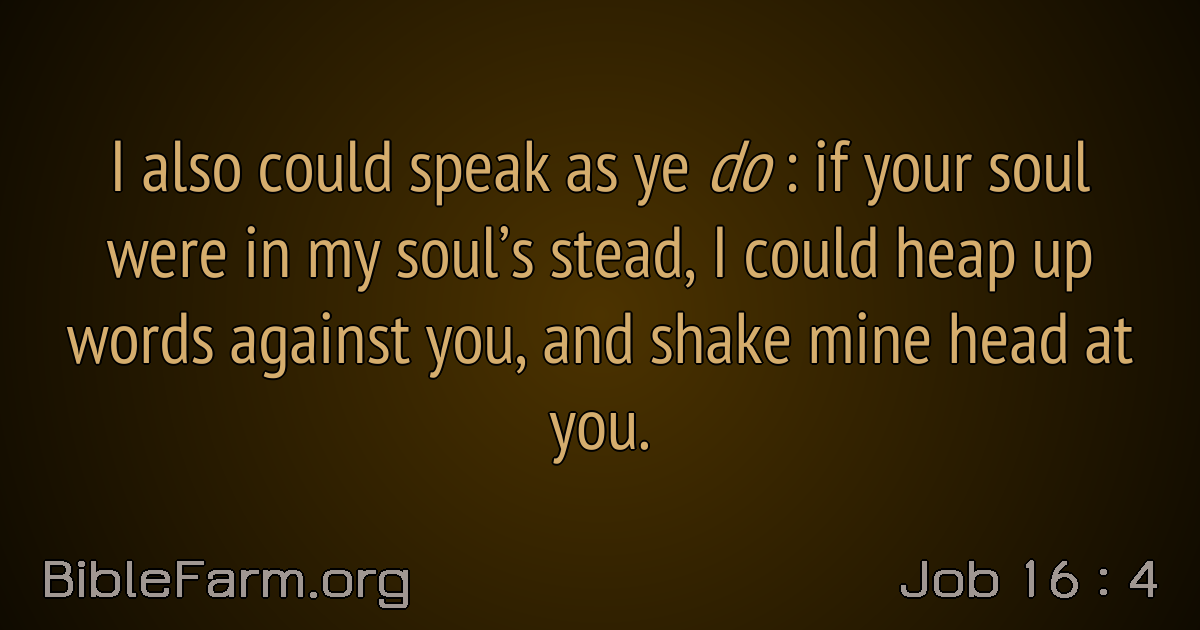 I also could speak as ye do : if your soul
were in my soul’s stead, I could heap up
words against you, and shake mine head at
you.
BibleFarm.org
Job 16 : 4